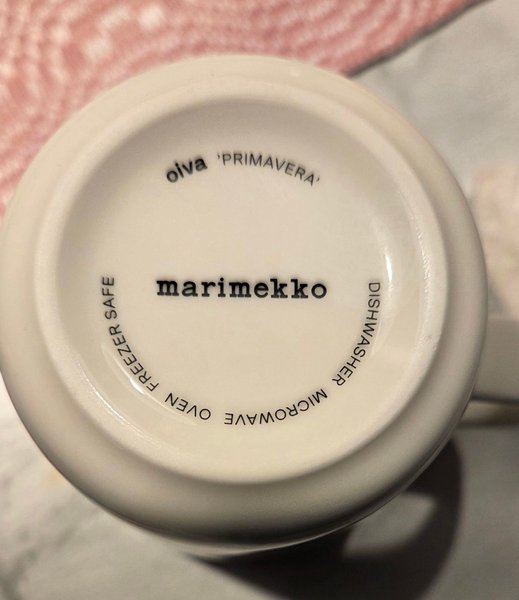 oiva 'PRIMAVERA'
marimekko
DISHWASHER MICROWAVE OVEN FREEZER SAFE